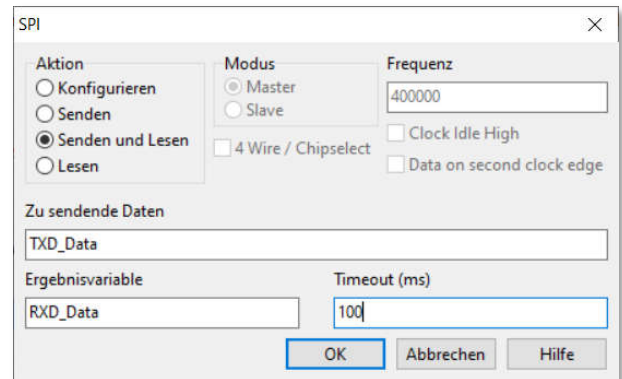 SPI
Aktion
Konfigurieren
Senden
Senden und Lesen
Lesen
Modus
Master
Slave
4 Wire / Chipselect
Frequenz
400000
Clock Idle High
Data on second clock edge
Zu sendende Daten
TXD_Data
Ergebnisvariable
RXD_Data
Timeout (ms)
100
OK
Abbrechen
Hilfe